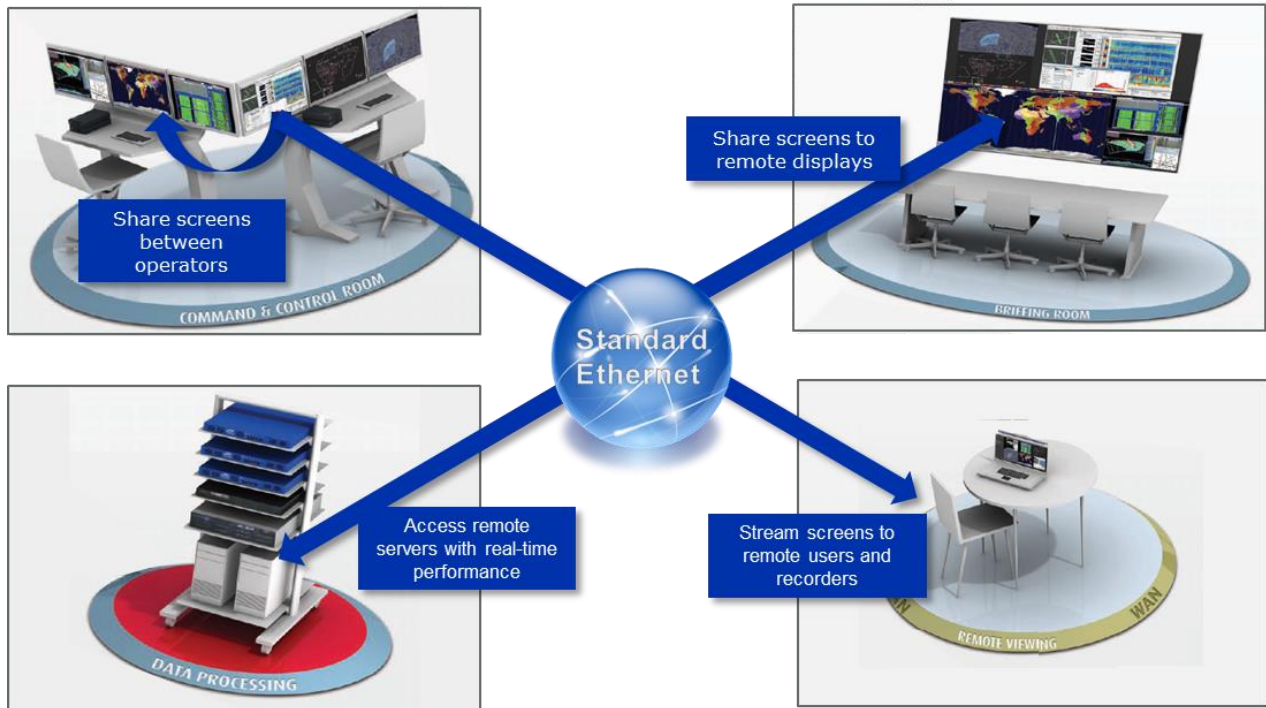 Share screens
between
operators
COMMAND & CONTROL ROOM
Share screens to
remote displays
BRIEFING ROOM
Standard
Ethernet
Access remote
servers with real-time
performance
DATA PROCESSING
Stream screens to
remote users and
recorders
WAN
REMOTE VIEWING